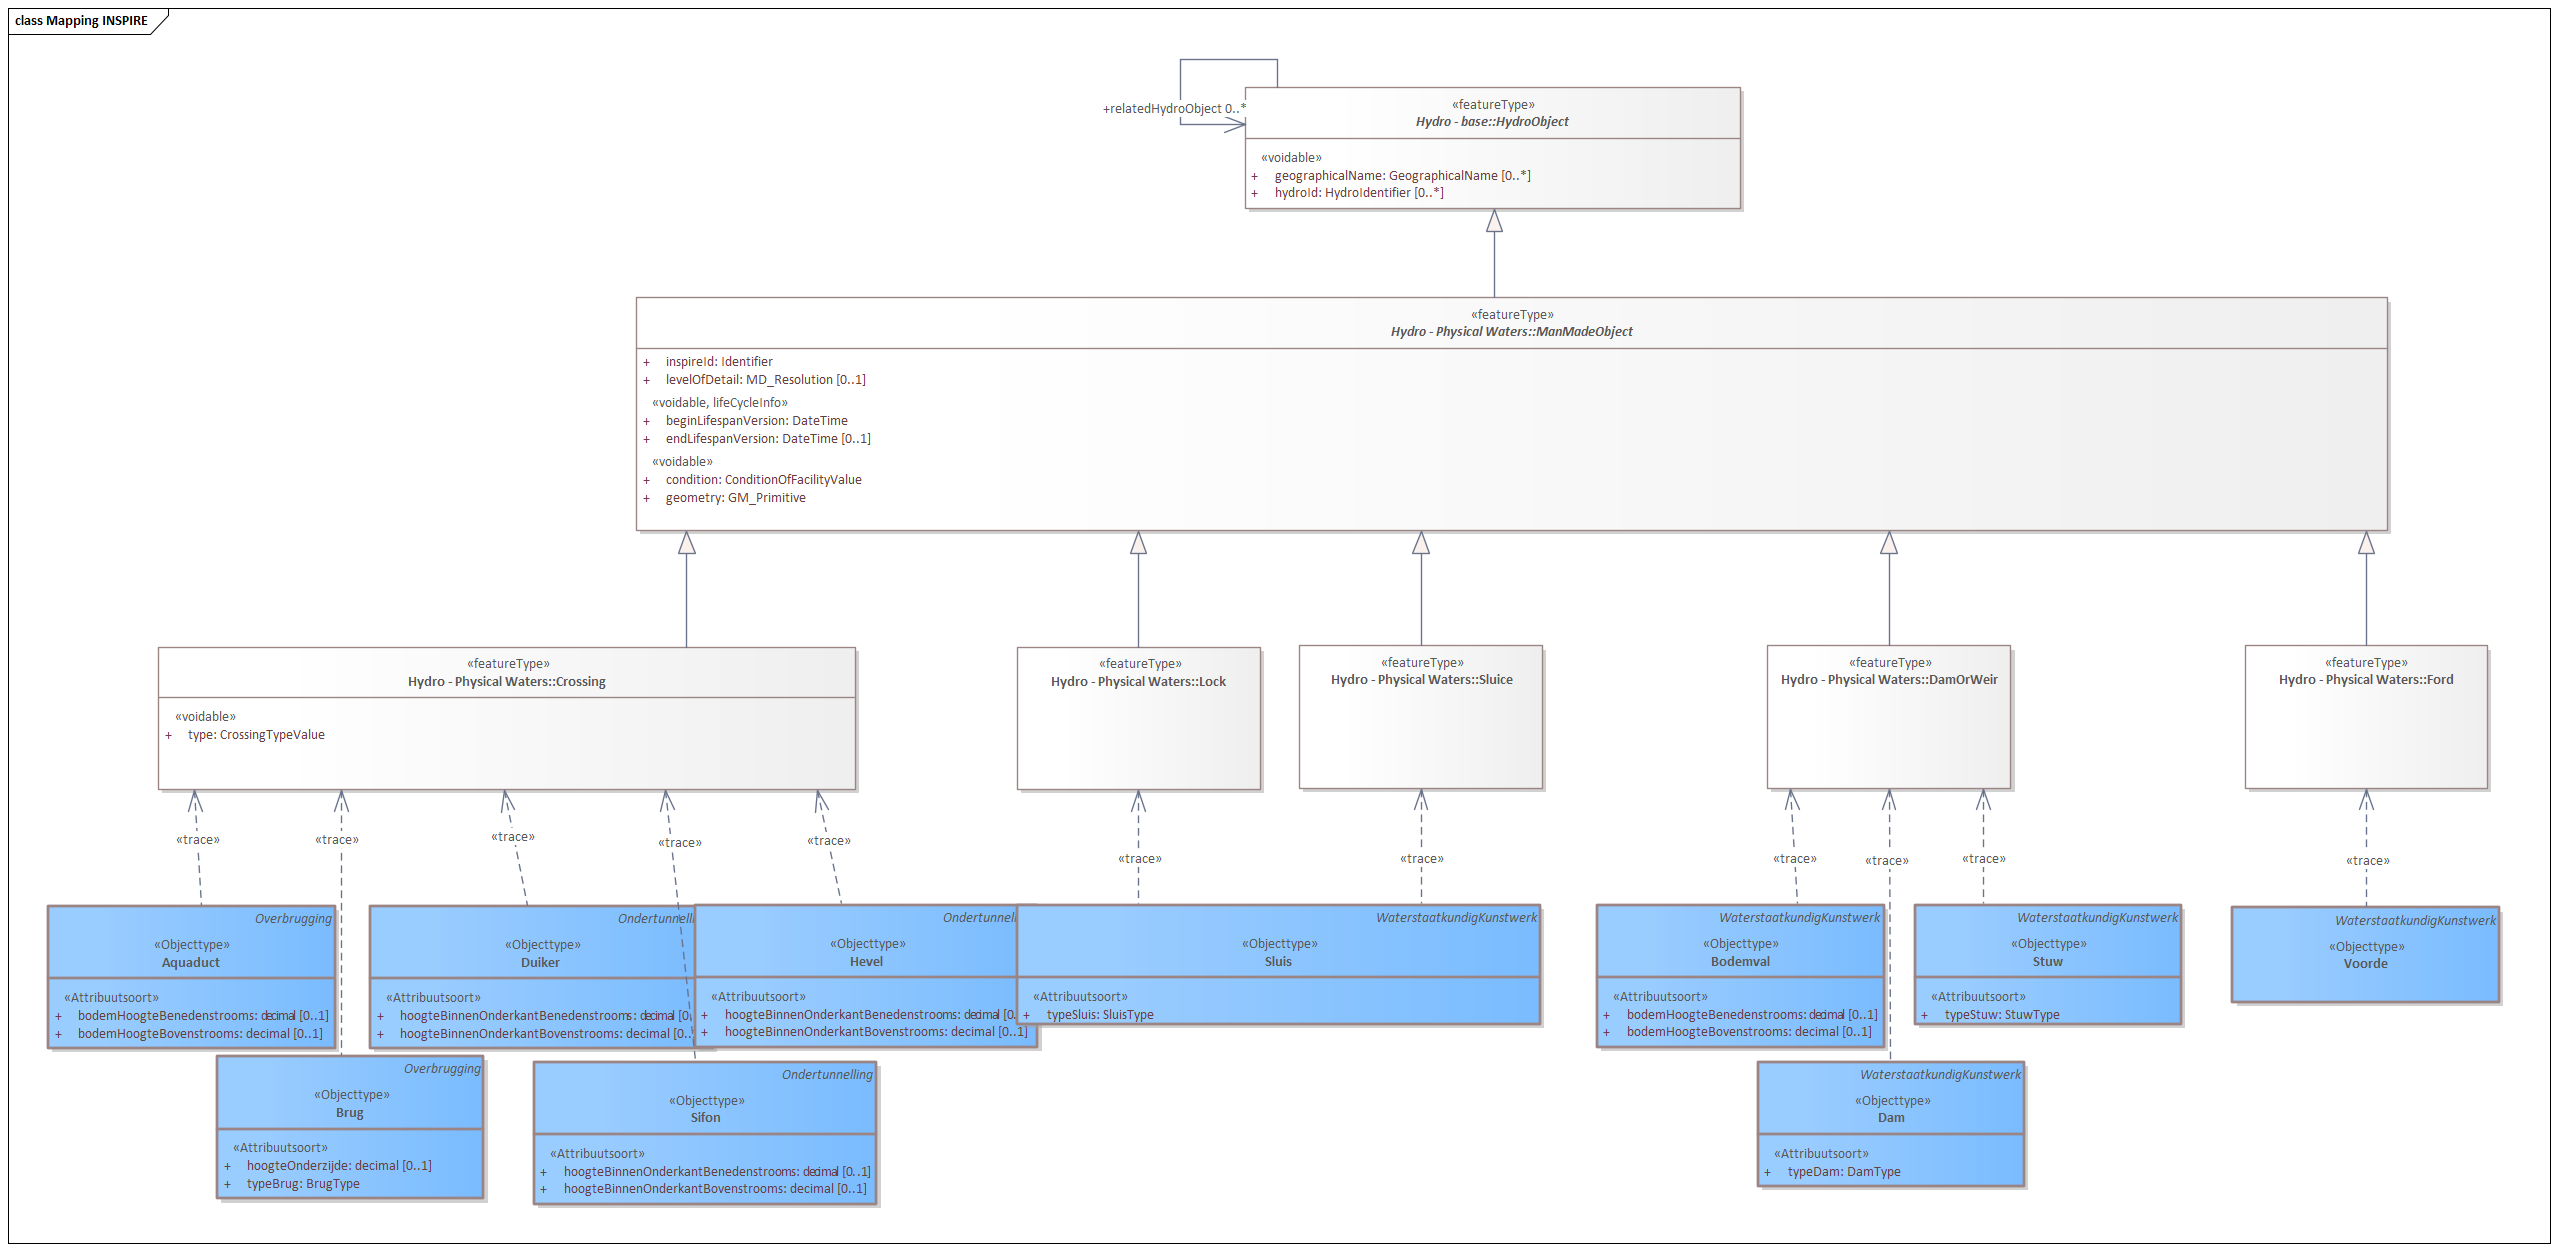 class Mapping INSPIRE
+relatedHydroObject 0..*
«featureType»
Hydro - base::HydroObject
«voidable»
+ geographicalName: GeographicalName [0..*]
+ hydroId: HydroIdentifier [0..*]
«featureType»
Hydro - Physical Waters::ManMadeObject
+ inspireId: Identifier
+ levelOfDetail: MD_Resolution [0..1]
«voidable, lifeCycleInfo»
+ beginLifespanVersion: DateTime
+ endLifespanVersion: DateTime [0..1]
«voidable»
+ condition: ConditionOfFacilityValue
+ geometry: GM_Primitive
«featureType»
Hydro - Physical Waters::Crossing
«voidable»
+ type: CrossingTypeValue
«featureType»
Hydro - Physical Waters::Lock
«featureType»
Hydro - Physical Waters::Sluice
«featureType»
Hydro - Physical Waters::DamOrWeir
«featureType»
Hydro - Physical Waters::Ford
«trace»
«trace»
«trace»
«trace»
«trace»
«trace»
«trace»
«trace»
«trace»
«trace»
«trace»
Overbrugging
«Objecttype»
Aquaduct
«Attribuutsoort»
+ bodemHoogteBenedenstrooms: decimal [0..1]
+ bodemHoogteBovenstrooms: decimal [0..1]
Ondertunnell
«Objecttype»
Duiker
«Attribuutsoort»
+ hoogteBinnenOnderkantBenedenstrooms: decimal [0.
+ hoogteBinnenOnderkantBovenstrooms: decimal [0..
Ondertunnel
«Objecttype»
Hevel
«Attribuutsoort»
+ hoogteBinnenOnderkantBenedenstrooms: decimal [0..
+ hoogteBinnenOnderkantBovenstrooms: decimal [0..1]
WaterstaatkundigKunstwerk
«Objecttype»
Sluis
«Attribuutsoort»
+ typeSluis: SluisType
WaterstaatkundigKunstwerk
«Objecttype»
Bodemval
«Attribuutsoort»
+ bodemHoogteBenedenstrooms: decimal [0..1]
+ bodemHoogteBovenstrooms: decimal [0..1]
WaterstaatkundigKunstwerk
«Objecttype»
Stuw
«Attribuutsoort»
+ typeStuw: StuwType
WaterstaatkundigKunstwerk
«Objecttype»
Voorde
Overbrugging
«Objecttype»
Brug
«Attribuutsoort»
+ hoogteOnderzijde: decimal [0..1]
+ typeBrug: BrugType
Ondertunnelling
«Objecttype»
Sifon
«Attribuutsoort»
+ hoogteBinnenOnderkantBenedenstrooms: decimal [0..1]
+ hoogteBinnenOnderkantBovenstrooms: decimal [0..1]
WaterstaatkundigKunstwerk
«Objecttype»
Dam
«Attribuutsoort»
+ typeDam: DamType